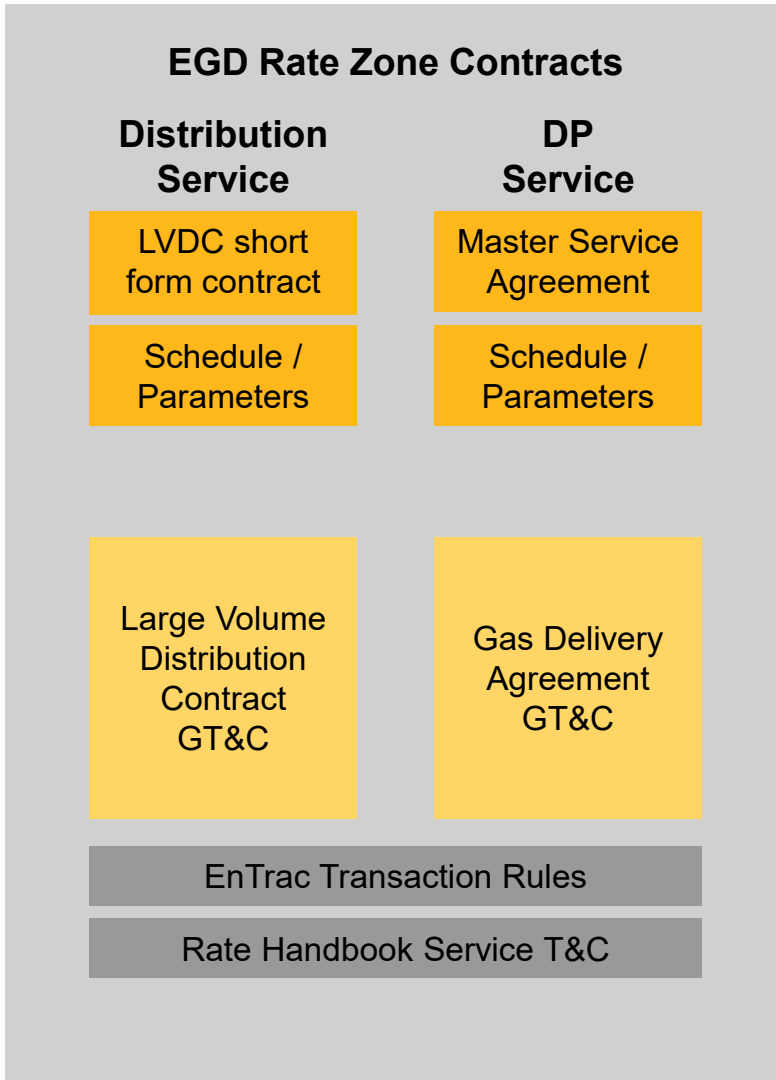 EGD Rate Zone Contracts
Distribution
Service
LVDC short
form contract
Schedule /
Parameters
Large Volume
Distribution
Contract
GT&C
DP
Service
Master Service
Agreement
Schedule /
Parameters
Gas Delivery
Agreement
GT&C
EnTrac Transaction Rules
Rate Handbook Service T&C